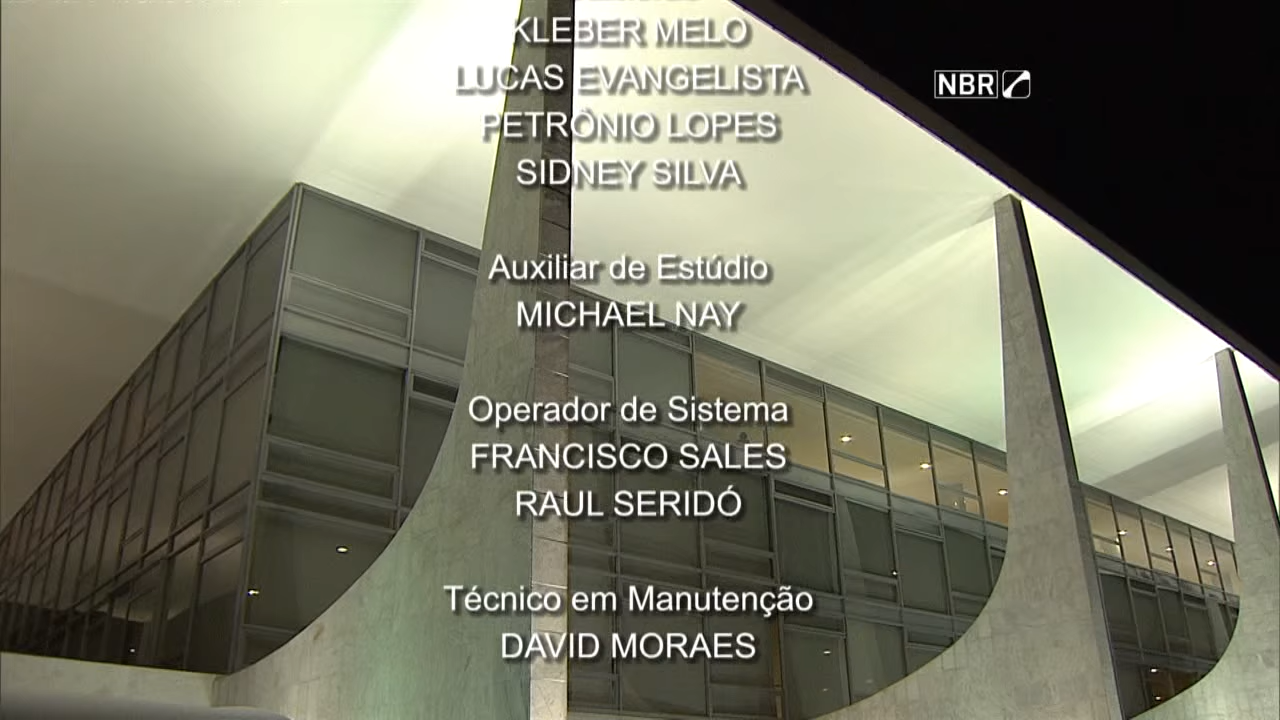 KLEBER MELO
LUCAS EVANGELISTA
PETRÔNIO LOPES
SIDNEY SILVA
NBR
Auxiliar de Estúdio
MICHAEL NAY
Operador de Sistema
FRANCISCO SALES
RAUL SERIDÓ
Técnico em Manutenção
DAVID MORAES